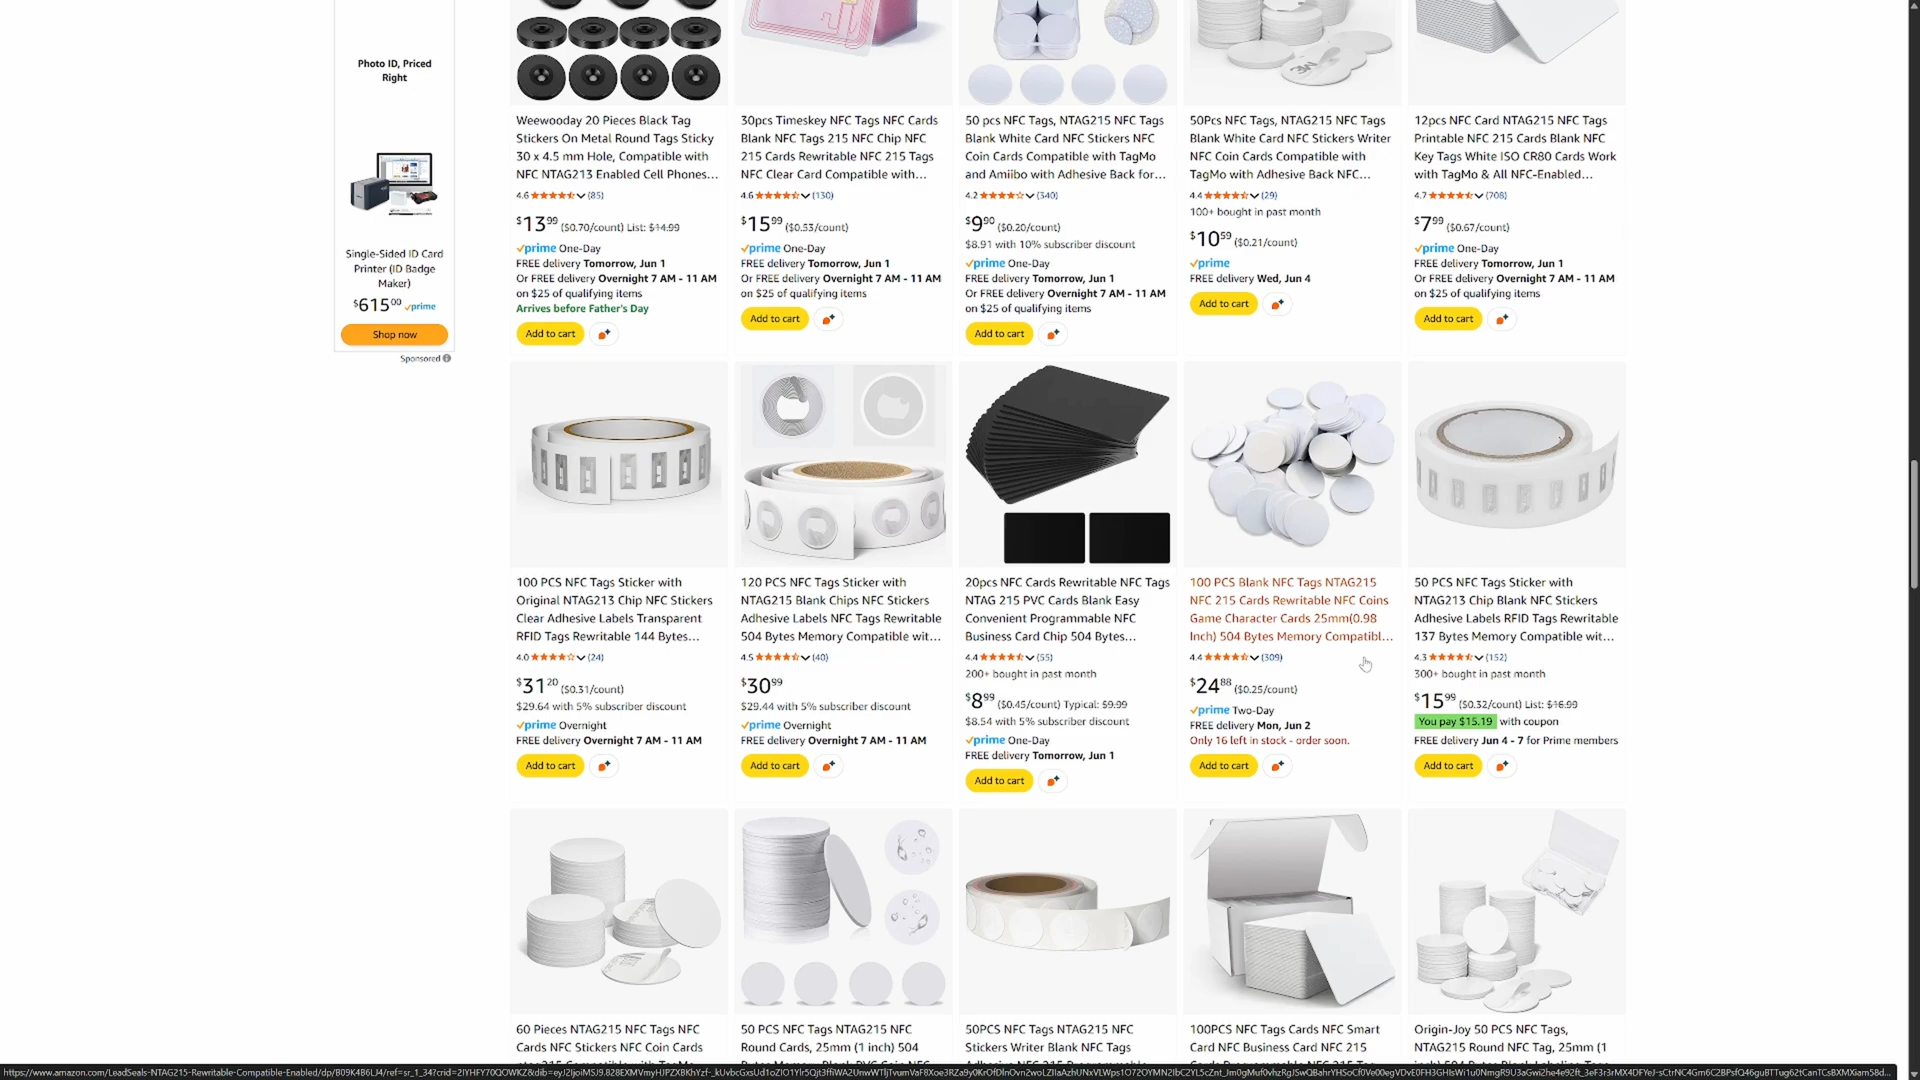 Photo ID, Priced
Right
Single-Sided ID Card
Printer (ID Badge
Maker)
$61500 prime
Shop now
Sponsored
Weewooday 20 Pieces Black Tag
Stickers On Metal Round Tags Sticky
30 x 4.5 mm Hole, Compatible with
NFC NTAG213 Enabled Cell Phones...
4.6 (85)
$1399 ($0.70/count) List: $14.99
prime One-Day
FREE delivery Tomorrow, Jun 1
Or FREE delivery Overnight 7 AM - 11 AM
on $25 of qualifying items
Arrives before Father's Day
Add to cart
30pcs Timeskey NFC Tags NFC Cards
Blank NFC Tags 215 NFC Chip NFC
215 Cards Rewritable NFC 215 Tags
NFC Clear Card Compatible with...
4.6 (130)
$1599 ($0.53/count)
prime One-Day
FREE delivery Tomorrow, Jun 1
Or FREE delivery Overnight 7 AM - 11 AM
on $25 of qualifying items
Add to cart
50 pcs NFC Tags, NTAG215 NFC Tags
Blank White Card NFC Stickers NFC
Coin Cards Compatible with TagMo
and Amiibo with Adhesive Back for...
4.2 (340)
$990 ($0.20/count)
$8.91 with 10% subscriber discount
prime One-Day
FREE delivery Tomorrow, Jun 1
Or FREE delivery Overnight 7 AM - 11 AM
on $25 of qualifying items
Add to cart
3M
50Pcs NFC Tags, NTAG215 NFC Tags
Blank White Card NFC Stickers Writer
NFC Coin Cards Compatible with
TagMo with Adhesive Back NFC...
4.4 (29)
100+ bought in past month
$1059 ($0.21/count)
prime
FREE delivery Wed, Jun 4
Add to cart
12pcs NFC Card NTAG215 NFC Tags
Printable NFC 215 Cards Blank NFC
Key Tags White ISO CR80 Cards Work
with TagMo & All NFC-Enabled...
4.7 (708)
$799 ($0.67/count)
prime One-Day
FREE delivery Tomorrow, Jun 1
Or FREE delivery Overnight 7 AM - 11 AM
on $25 of qualifying items
Add to cart
100 PCS NFC Tags Sticker with
Original NTAG213 Chip NFC Stickers
Clear Adhesive Labels Transparent
RFID Tags Rewritable 144 Bytes...
4.0 (24)
$3120 ($0.31/count)
$29.64 with 5% subscriber discount
prime Overnight
FREE delivery Overnight 7 AM - 11 AM
Add to cart
120 PCS NFC Tags Sticker with
NTAG215 Blank Chips NFC Stickers
Adhesive Labels NFC Tags Rewritable
504 Bytes Memory Compatible wit...
4.5 (40)
$3099
$29.44 with 5% subscriber discount
prime Overnight
FREE delivery Overnight 7 AM - 11 AM
Add to cart
20pcs NFC Cards Rewritable NFC Tags
NTAG 215 PVC Cards Blank Easy
Convenient Programmable NFC
Business Card Chip 504 Bytes...
4.4 (55)
200+ bought in past month
$899 ($0.45/count) Typical: $9.99
$8.54 with 5% subscriber discount
prime One-Day
FREE delivery Tomorrow, Jun 1
Add to cart
100 PCS Blank NFC Tags NTAG215
NFC 215 Cards Rewritable NFC Coins
Game Character Cards 25mm(0.98
Inch) 504 Bytes Memory Compatibl...
4.4 (309)
$2488 ($0.25/count)
prime Two-Day
FREE delivery Mon, Jun 2
Only 16 left in stock - order soon.
Add to cart
50 PCS NFC Tags Sticker with
NTAG213 Chip Blank NFC Stickers
Adhesive Labels RFID Tags Rewritable
137 Bytes Memory Compatible wit...
4.3 (152)
300+ bought in past month
$1599 ($0.32/count) List: $16.99
You pay $15.19 with coupon
FREE delivery Jun 4 - 7 for Prime members
Add to cart
60 Pieces NTAG215 NFC Tags NFC
Cards NFC Stickers NFC Coin Cards
50 PCS NFC Tags NTAG215 NFC
Round Cards, 25mm (1 inch) 504
50PCS NFC Tags NTAG215 NFC
Stickers Writer Blank NFC Tags
100PCS NFC Tags Cards NFC Smart
Card NFC Business Card NFC 215
Origin-Joy 50 PCS NFC Tags,
NTAG215 Round NFC Tag, 25mm (1